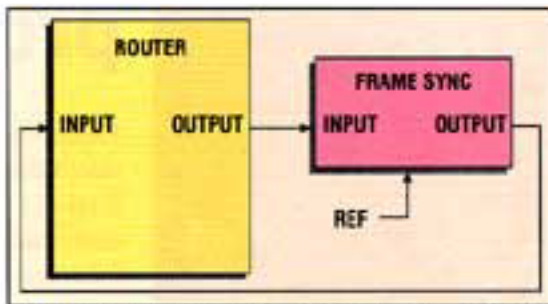 ROUTER
INPUT OUTPUT
FRAME SYNC
INPUT OUTPUT
REF